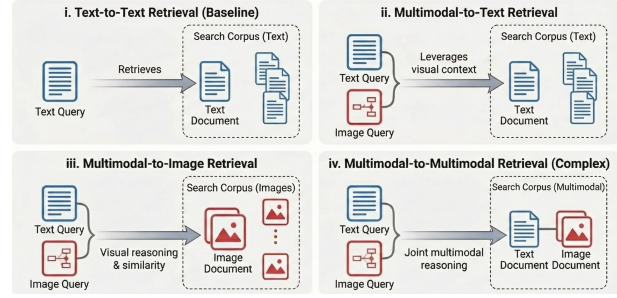 i. Text-to-Text Retrieval (Baseline)
Search Corpus (Text)
Retrieves
Text Query
Text
Document
ii. Multimodal-to-Text Retrieval
Search Corpus (Text)
Text Query
Leverages
visual context
Image Query
Text
Document
iii. Multimodal-to-Image Retrieval
Search Corpus (Images)
Text Query
Visual reasoning
& similarity
Image Query
Image
Document
iv. Multimodal-to-Multimodal Retrieval (Complex)
Search Corpus (Multimodal)
Text Query
Joint multimodal
reasoning
Image Query
Text
Document
Image
Document